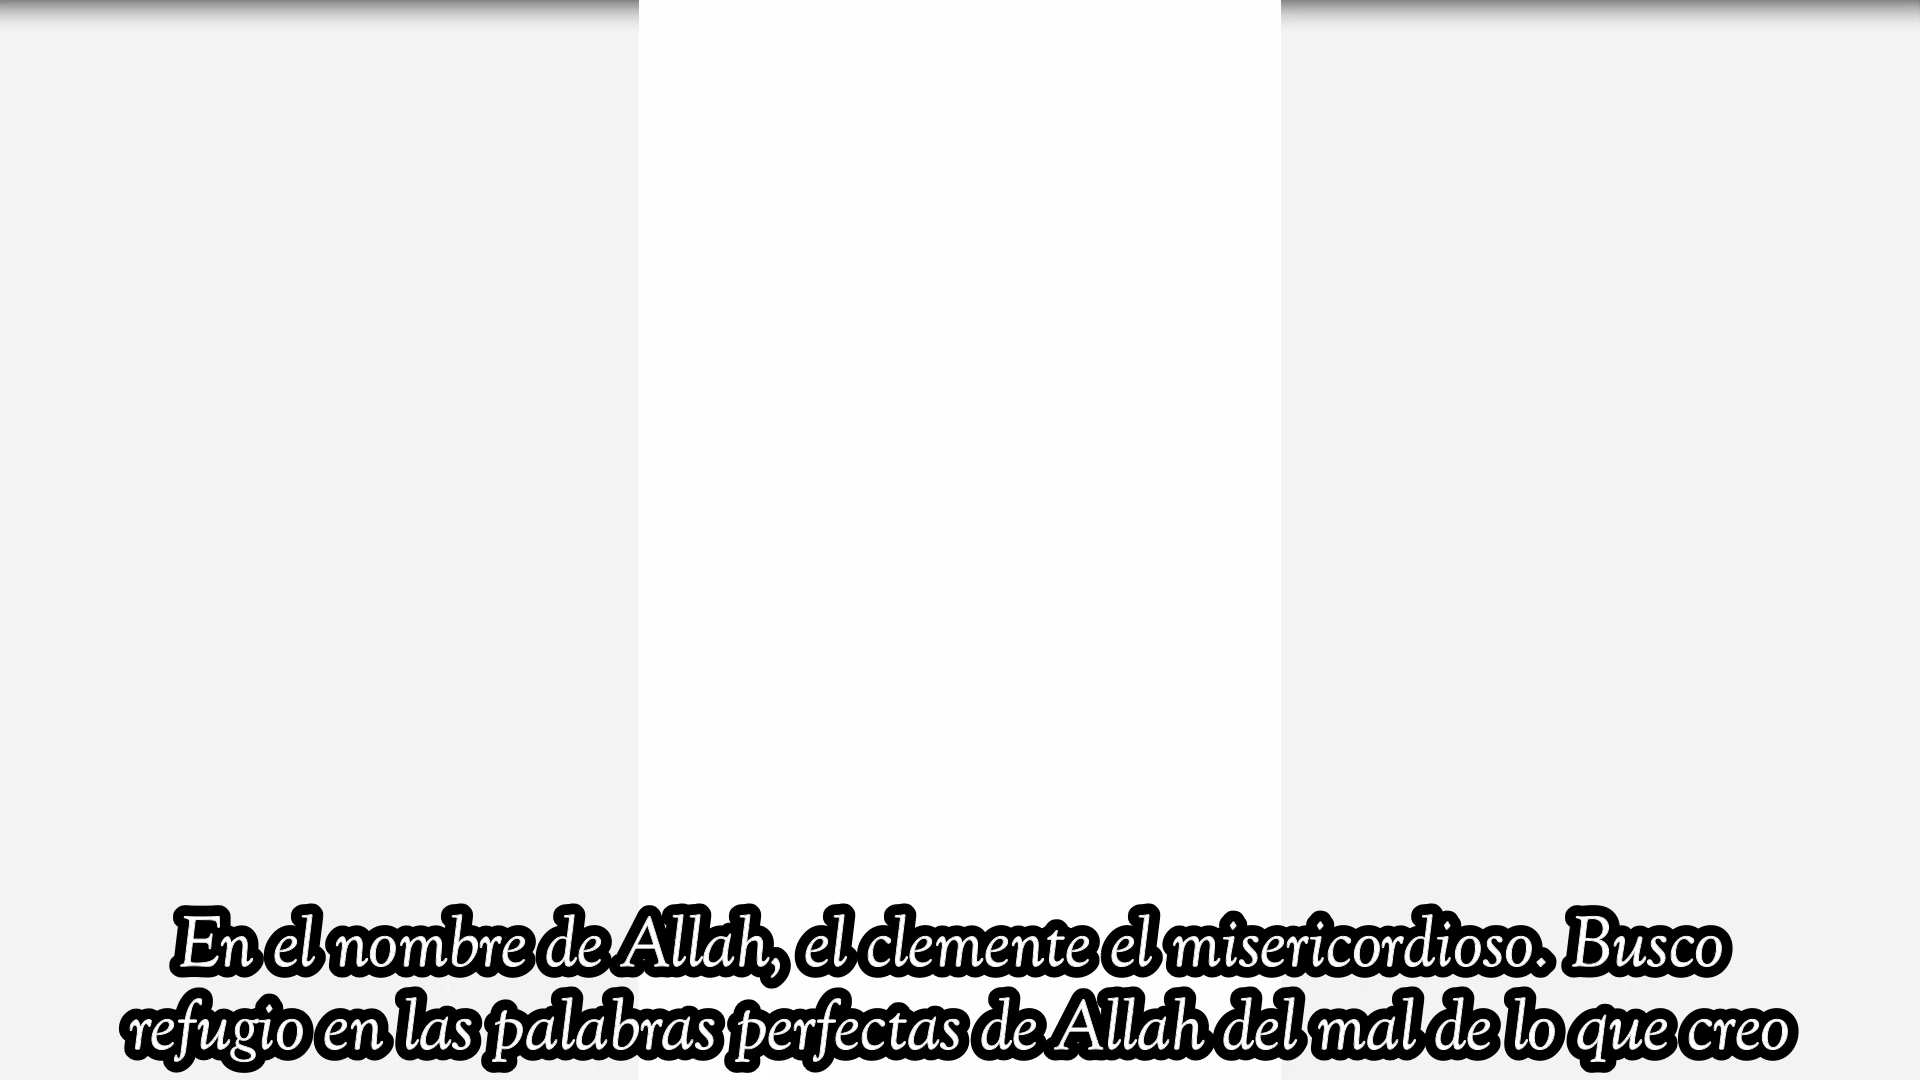 En el nombre de Allah, el clemente el misericordioso. Busco
refugio en las palabras perfectas de Allah del mal de lo que creo